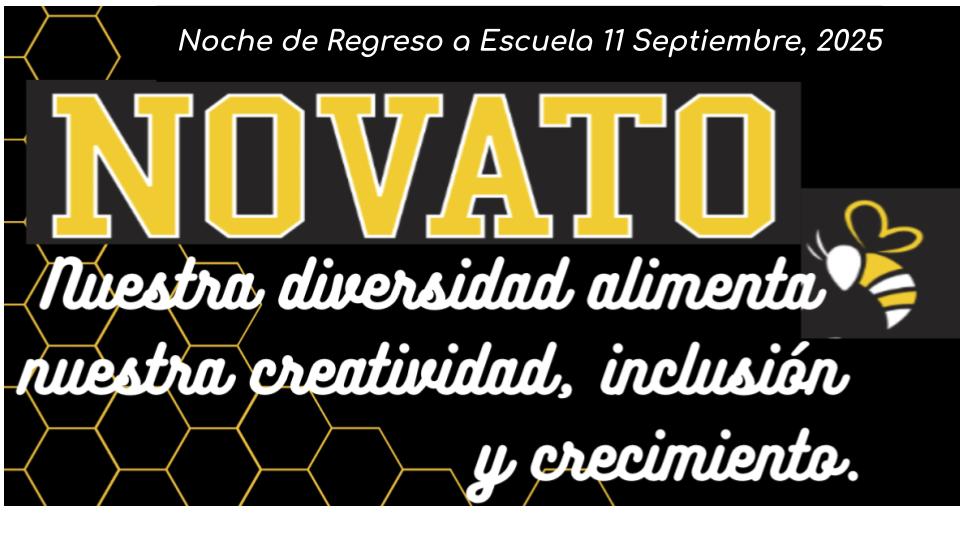 Noche de Regreso a Escuela 11 Septiembre, 2025
NOVATO
Nuestra diversidad alimenta
nuestra creatividad, inclusión
y crecimiento.